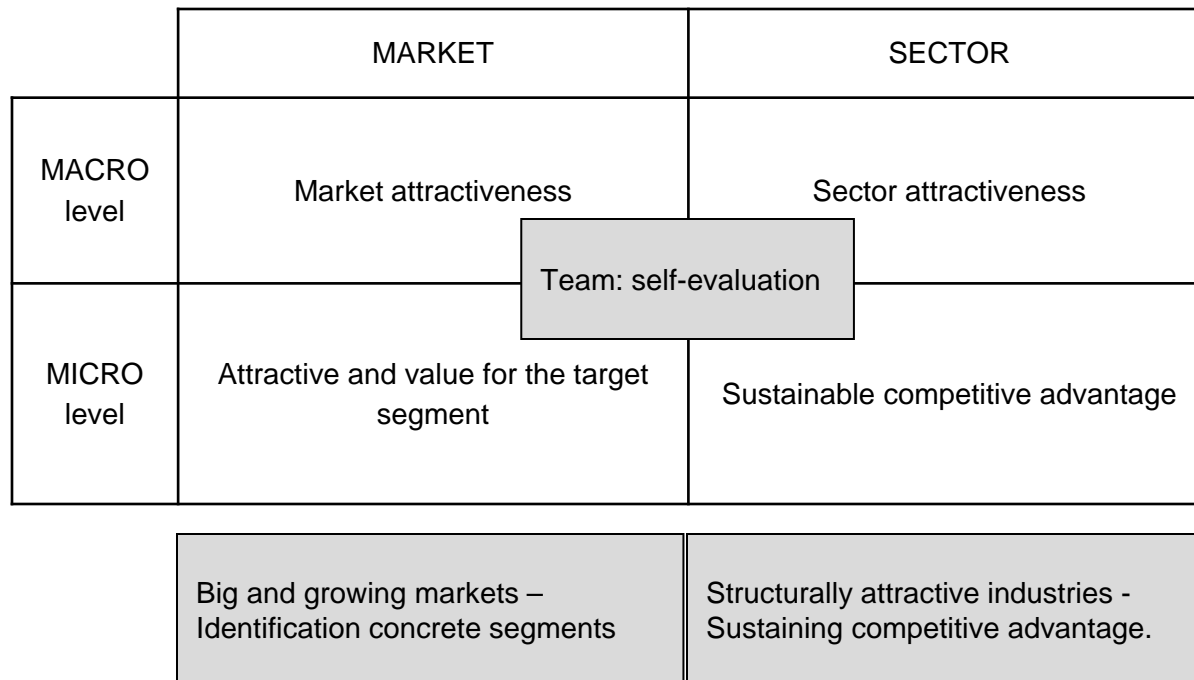 MARKET
SECTOR
MACRO
level
Market attractiveness
Sector attractiveness
Team: self-evaluation
MICRO
level
Attractive and value for the target
segment
Sustainable competitive advantage
Big and growing markets –
Identification concrete segments
Structurally attractive industries -
Sustaining competitive advantage.